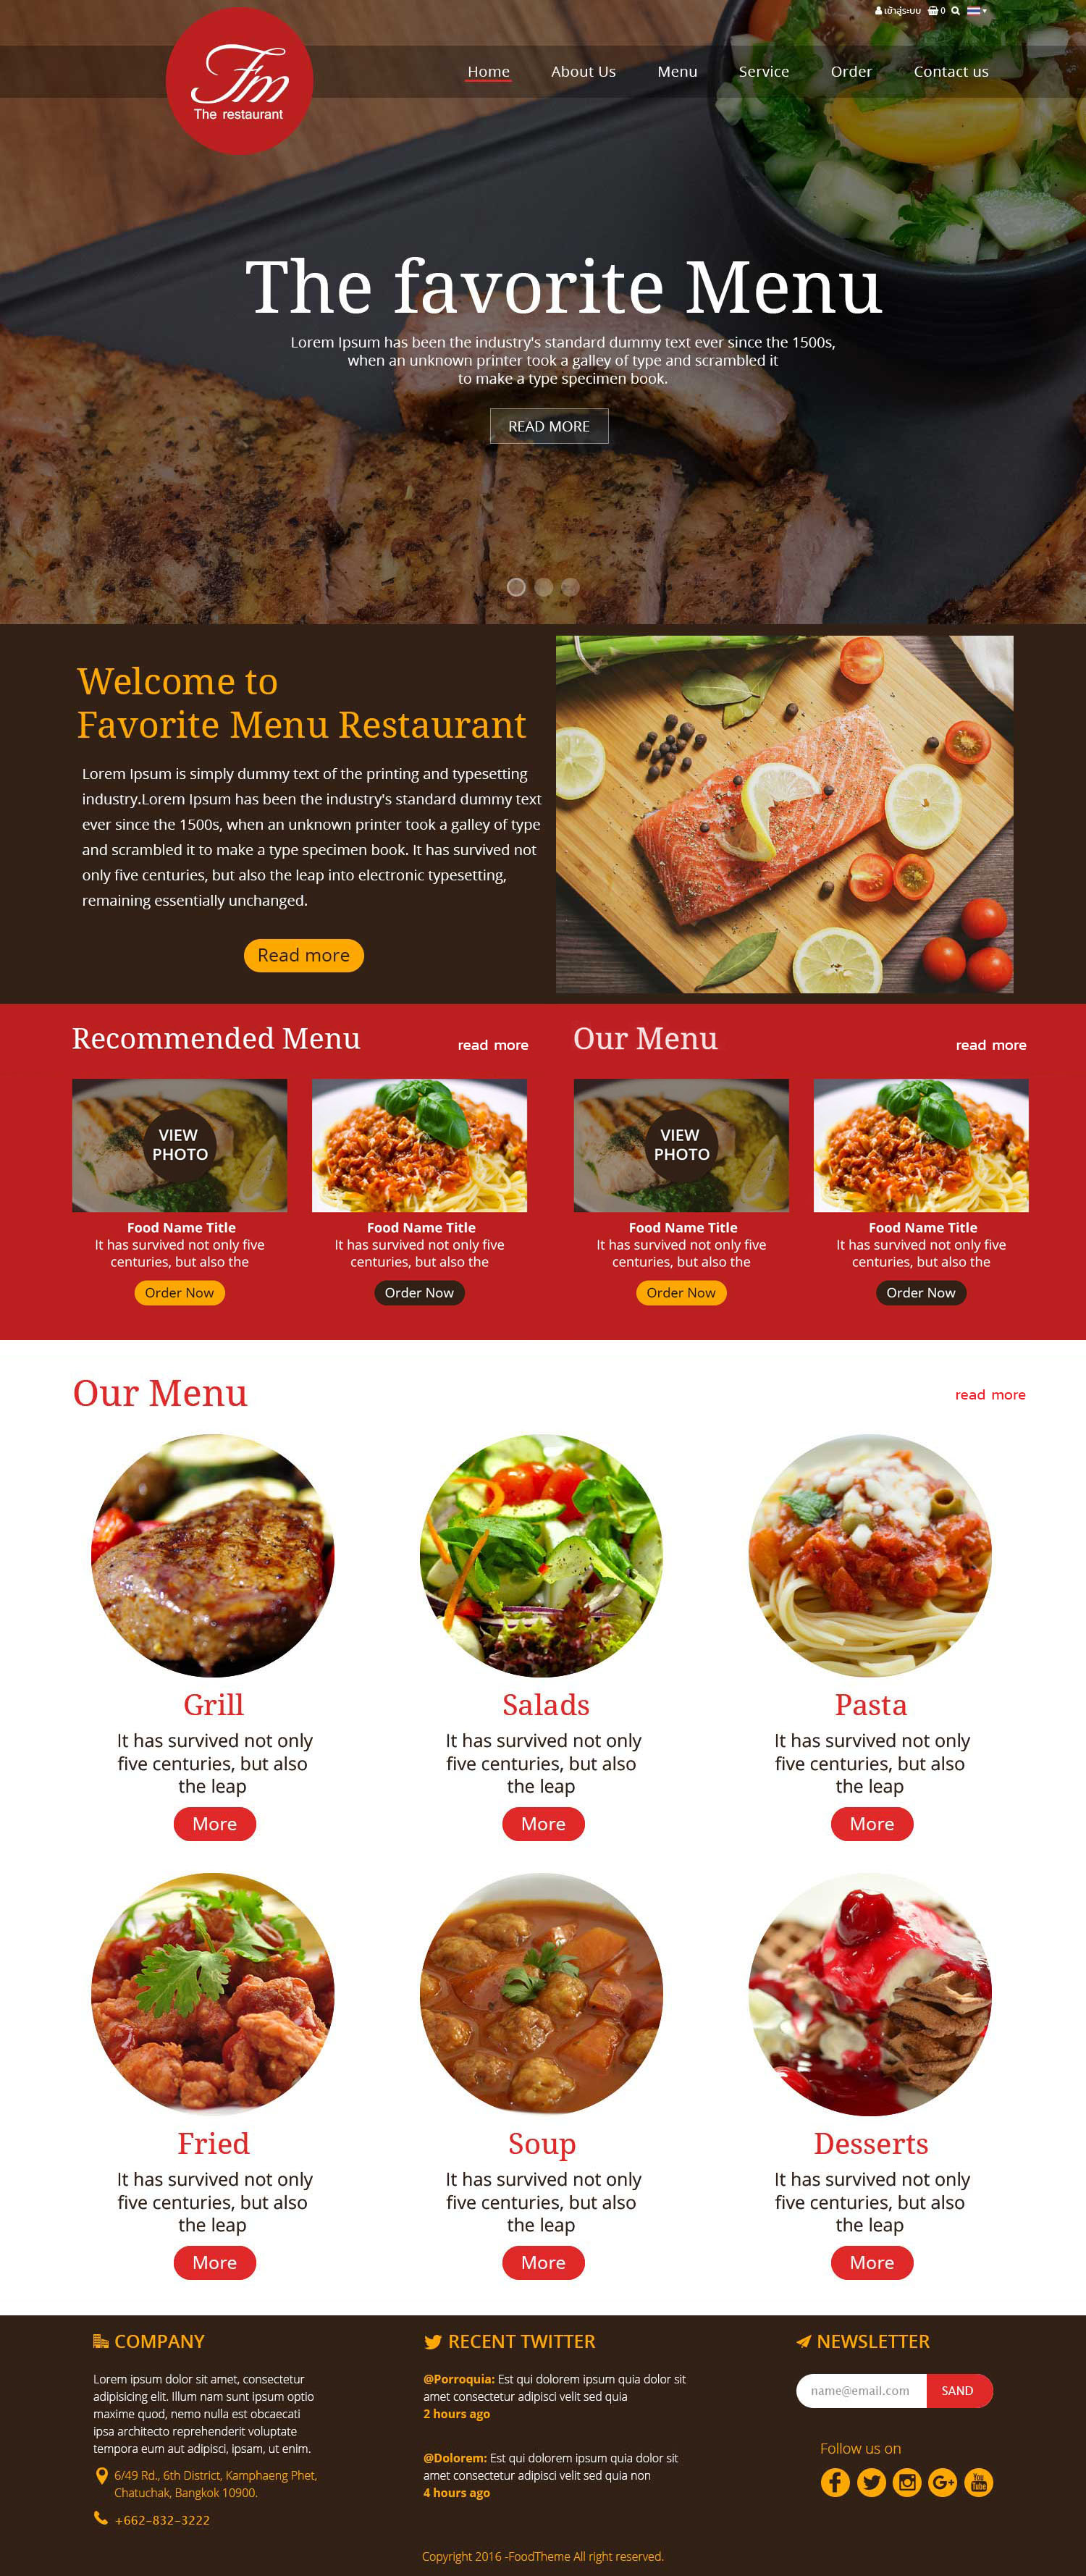 เข้าสู่ระบบ 0
Fm
The restaurant
Home About Us Menu Service Order Contact us
The favorite Menu
Lorem Ipsum has been the industry's standard dummy text ever since the 1500s,
when an unknown printer took a galley of type and scrambled it
to make a type specimen book.
READ MORE
Welcome to
Favorite Menu Restaurant
Lorem Ipsum is simply dummy text of the printing and typesetting
industry.Lorem Ipsum has been the industry's standard dummy text
ever since the 1500s, when an unknown printer took a galley of type
and scrambled it to make a type specimen book. It has survived not
only five centuries, but also the leap into electronic typesetting,
remaining essentially unchanged.
Read more
Recommended Menu read more
VIEW
PHOTO
Food Name Title
It has survived not only five
centuries, but also the
Order Now
Food Name Title
It has survived not only five
centuries, but also the
Order Now
Our Menu read more
VIEW
PHOTO
Food Name Title
It has survived not only five
centuries, but also the
Order Now
Food Name Title
It has survived not only five
centuries, but also the
Order Now
Our Menu read more
Grill
It has survived not only
five centuries, but also
the leap
More
Salads
It has survived not only
five centuries, but also
the leap
More
Pasta
It has survived not only
five centuries, but also
the leap
More
Fried
It has survived not only
five centuries, but also
the leap
More
Soup
It has survived not only
five centuries, but also
the leap
More
Desserts
It has survived not only
five centuries, but also
the leap
More
COMPANY
Lorem ipsum dolor sit amet, consectetur
adipisicing elit. Illum nam sunt ipsum optio
maxime quod, nemo nulla est obcaecati
ipsa architecto reprehenderit voluptate
tempora eum aut adipisci, ipsam, ut enim.
6/49 Rd., 6th District, Kamphaeng Phet,
Chatuchak, Bangkok 10900.
+662-832-3222
RECENT TWITTER
@Porroquia: Est qui dolorem ipsum quia dolor sit
amet consectetur adipisci velit sed quia
2 hours ago
@Dolorem: Est qui dolorem ipsum quia dolor sit
amet consectetur adipisci velit sed quia non
4 hours ago
NEWSLETTER
name@email.com SAND
Follow us on
You
Tube
Copyright 2016 -FoodTheme All right reserved.